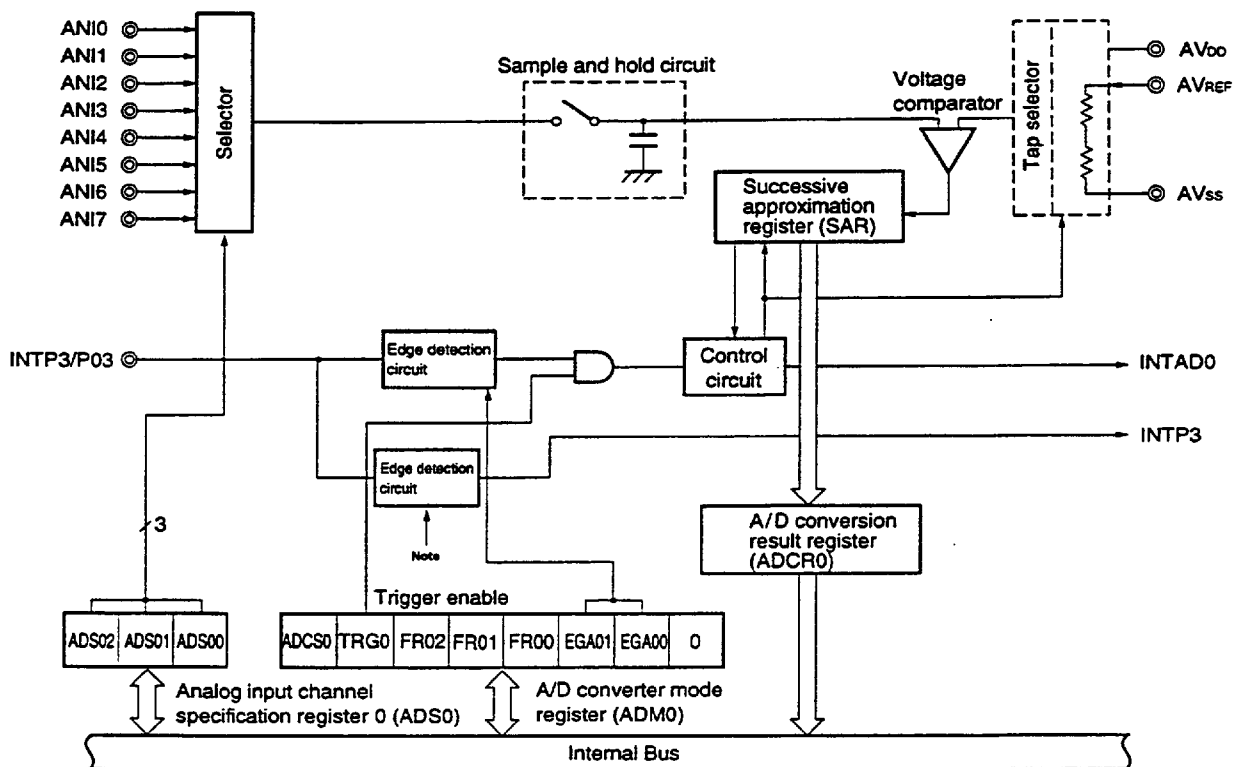 ANI0
ANI1
ANI2
ANI3
ANI4
ANI5
ANI6
ANI7
Selector
Sample and hold circuit
Voltage
comparator
Tap selector
AVDD
AVREF
AVSS
Successive
approximation
register (SAR)
INTP3/P03
Edge detection
circuit
Control
circuit
INTAD0
Edge detection
circuit
INTP3
Note
3
A/D conversion
result register
(ADCR0)
Trigger enable
ADS02 ADS01 ADS00
ADCS0 TRG0 FR02 FR01 FR00 EGA01 EGA00 0
Analog input channel
specification register 0 (ADS0)
A/D converter mode
register (ADM0)
Internal Bus